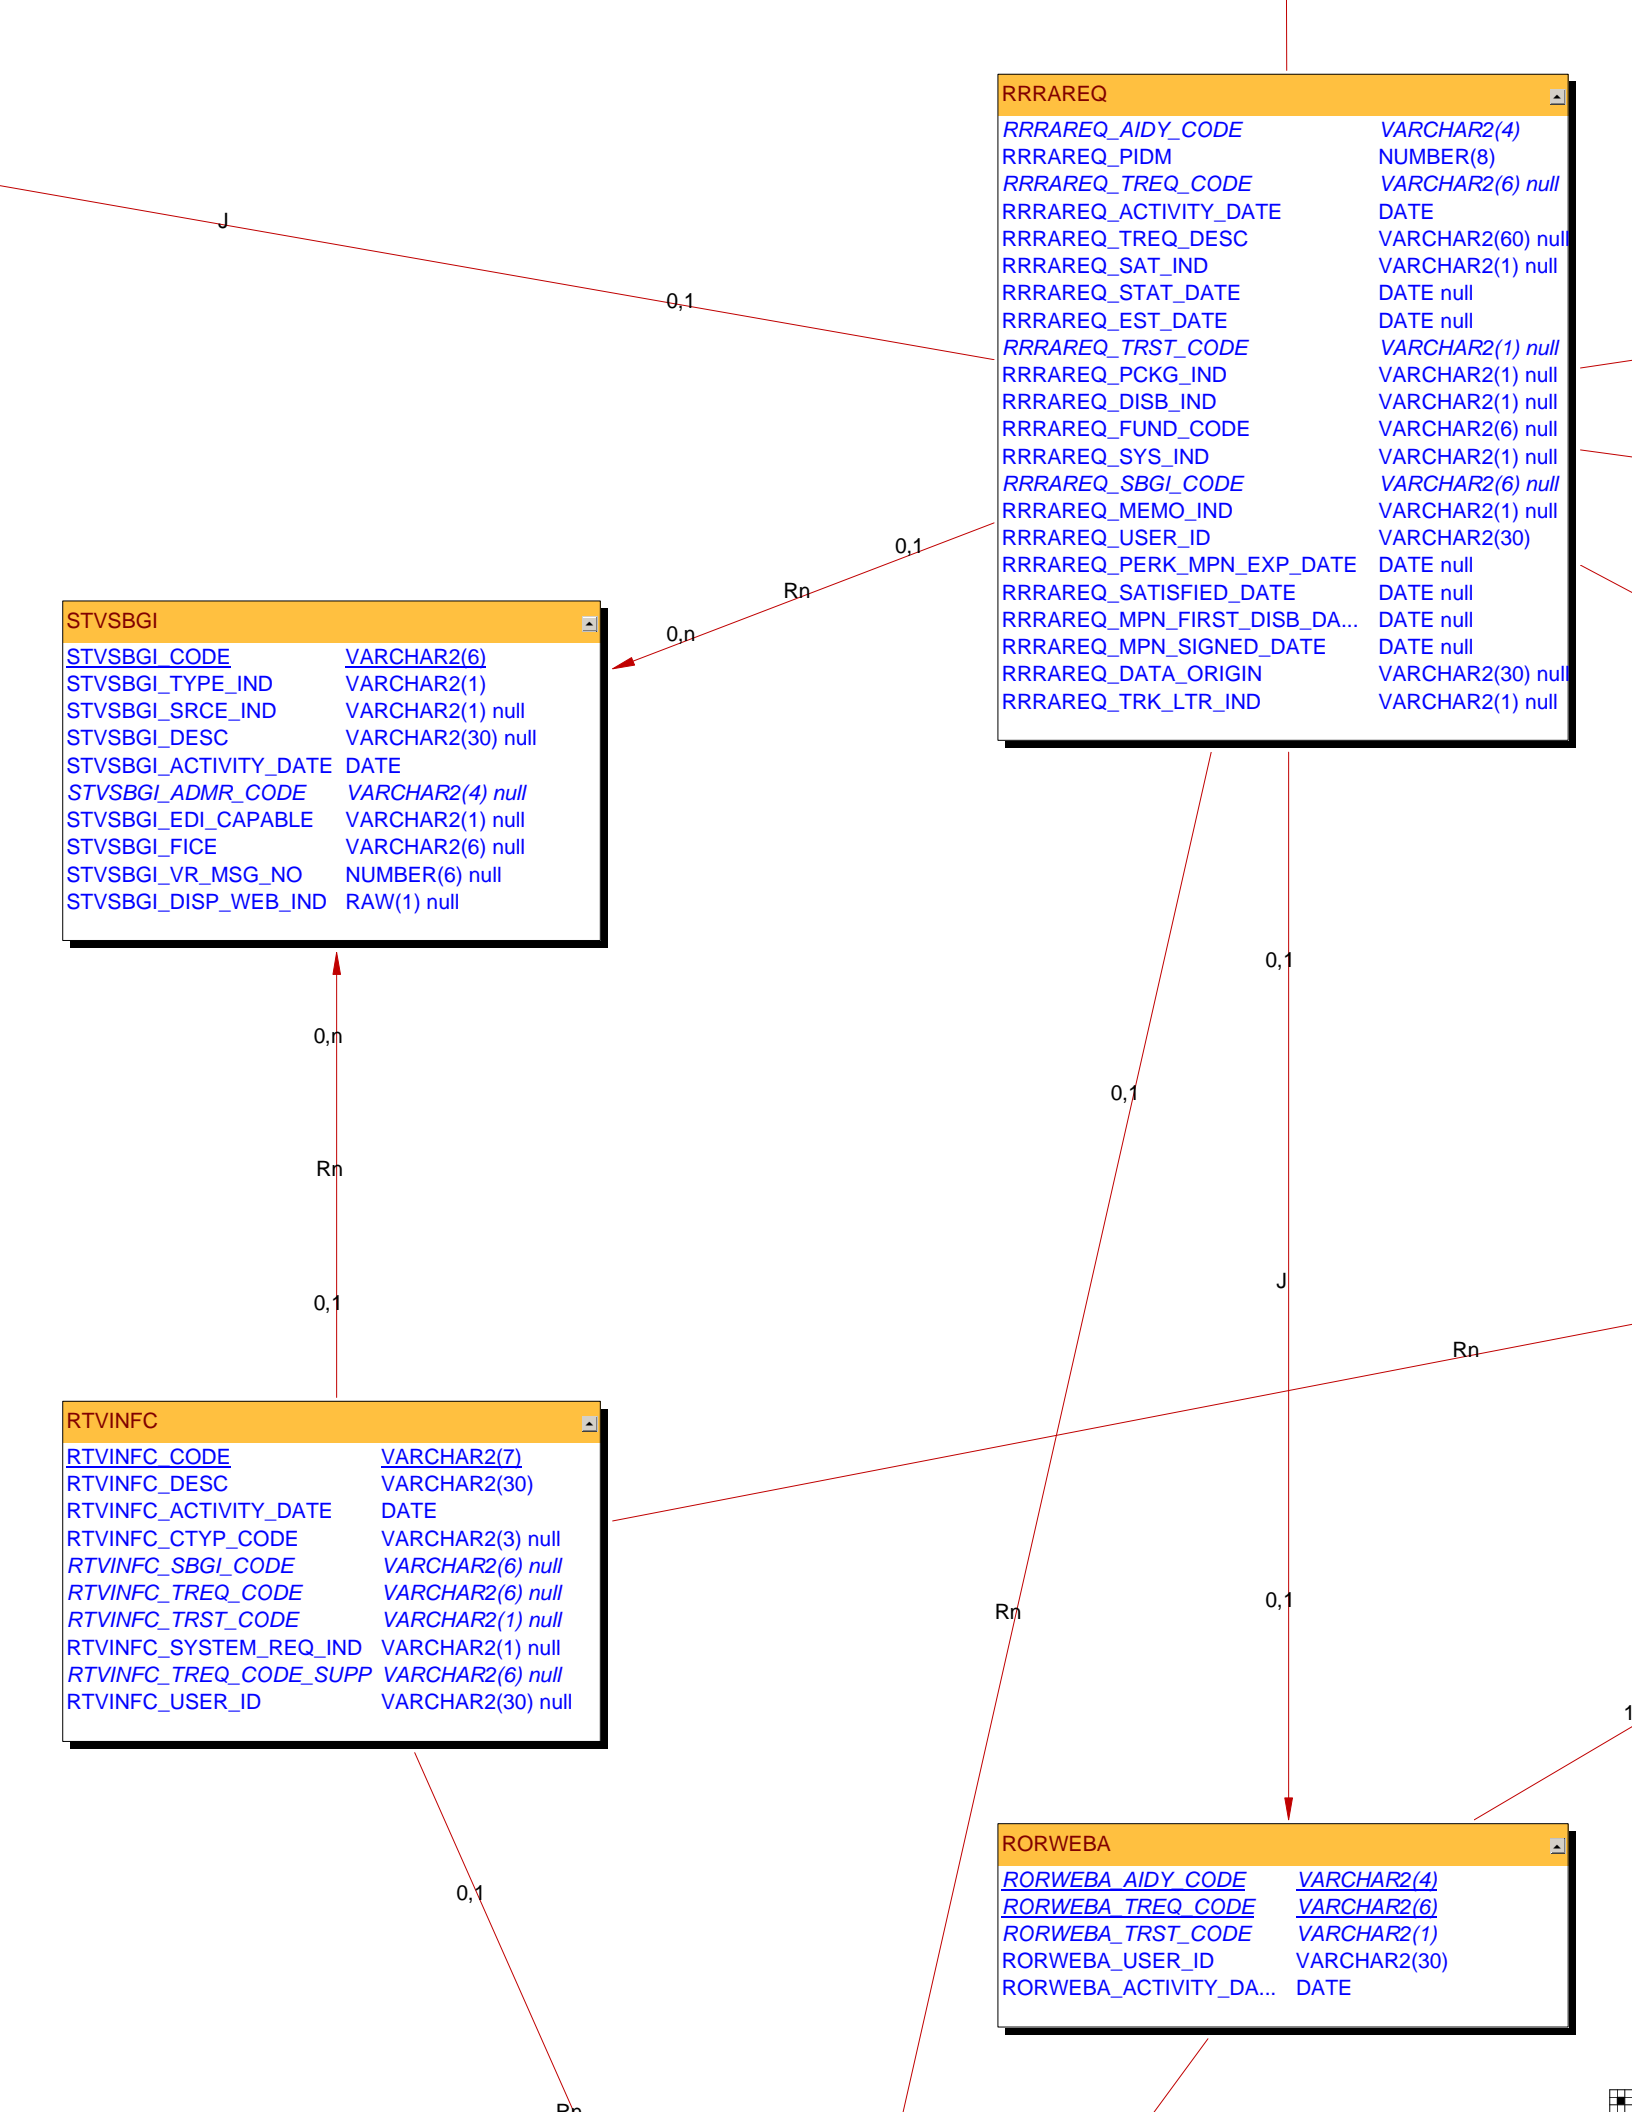 RRRAREQ
RRRAREQ_AIDY_CODE VARCHAR2(4)
RRRAREQ_PIDM NUMBER(8)
RRRAREQ_TREQ_CODE VARCHAR2(6) null
RRRAREQ_ACTIVITY_DATE DATE
RRRAREQ_TREQ_DESC VARCHAR2(60) null
RRRAREQ_SAT_IND VARCHAR2(1) null
RRRAREQ_STAT_DATE DATE null
RRRAREQ_EST_DATE DATE null
RRRAREQ_TRST_CODE VARCHAR2(1) null
RRRAREQ_PCKG_IND VARCHAR2(1) null
RRRAREQ_DISB_IND VARCHAR2(1) null
RRRAREQ_FUND_CODE VARCHAR2(6) null
RRRAREQ_SYS_IND VARCHAR2(1) null
RRRAREQ_SBGI_CODE VARCHAR2(6) null
RRRAREQ_MEMO_IND VARCHAR2(1) null
RRRAREQ_USER_ID VARCHAR2(30)
RRRAREQ_PERK_MPN_EXP_DATE DATE null
RRRAREQ_SATISFIED_DATE DATE null
RRRAREQ_MPN_FIRST_DISB_DA... DATE null
RRRAREQ_MPN_SIGNED_DATE DATE null
RRRAREQ_DATA_ORIGIN VARCHAR2(30) null
RRRAREQ_TRK_LTR_IND VARCHAR2(1) null
J
0,1
0,1
Rn
0,n
STVSBGI
STVSBGI_CODE VARCHAR2(6)
STVSBGI_TYPE_IND VARCHAR2(1)
STVSBGI_SRCE_IND VARCHAR2(1) null
STVSBGI_DESC VARCHAR2(30) null
STVSBGI_ACTIVITY_DATE DATE
STVSBGI_ADMR_CODE VARCHAR2(4) null
STVSBGI_EDI_CAPABLE VARCHAR2(1) null
STVSBGI_FICE VARCHAR2(6) null
STVSBGI_VR_MSG_NO NUMBER(6) null
STVSBGI_DISP_WEB_IND RAW(1) null
0,1
0,n
0,1
Rn
J
0,1
Rn
RTVINFC
RTVINFC_CODE VARCHAR2(7)
RTVINFC_DESC VARCHAR2(30)
RTVINFC_ACTIVITY_DATE DATE
RTVINFC_CTYP_CODE VARCHAR2(3) null
RTVINFC_SBGI_CODE VARCHAR2(6) null
RTVINFC_TREQ_CODE VARCHAR2(6) null
RTVINFC_TRST_CODE VARCHAR2(1) null
RTVINFC_SYSTEM_REQ_IND VARCHAR2(1) null
RTVINFC_TREQ_CODE_SUPP VARCHAR2(6) null
RTVINFC_USER_ID VARCHAR2(30) null
0,1
Rn
1
RORWEBA
RORWEBA_AIDY_CODE VARCHAR2(4)
RORWEBA_TREQ_CODE VARCHAR2(6)
RORWEBA_TRST_CODE VARCHAR2(1)
RORWEBA_USER_ID VARCHAR2(30)
RORWEBA_ACTIVITY_DA... DATE
0,1
Rn